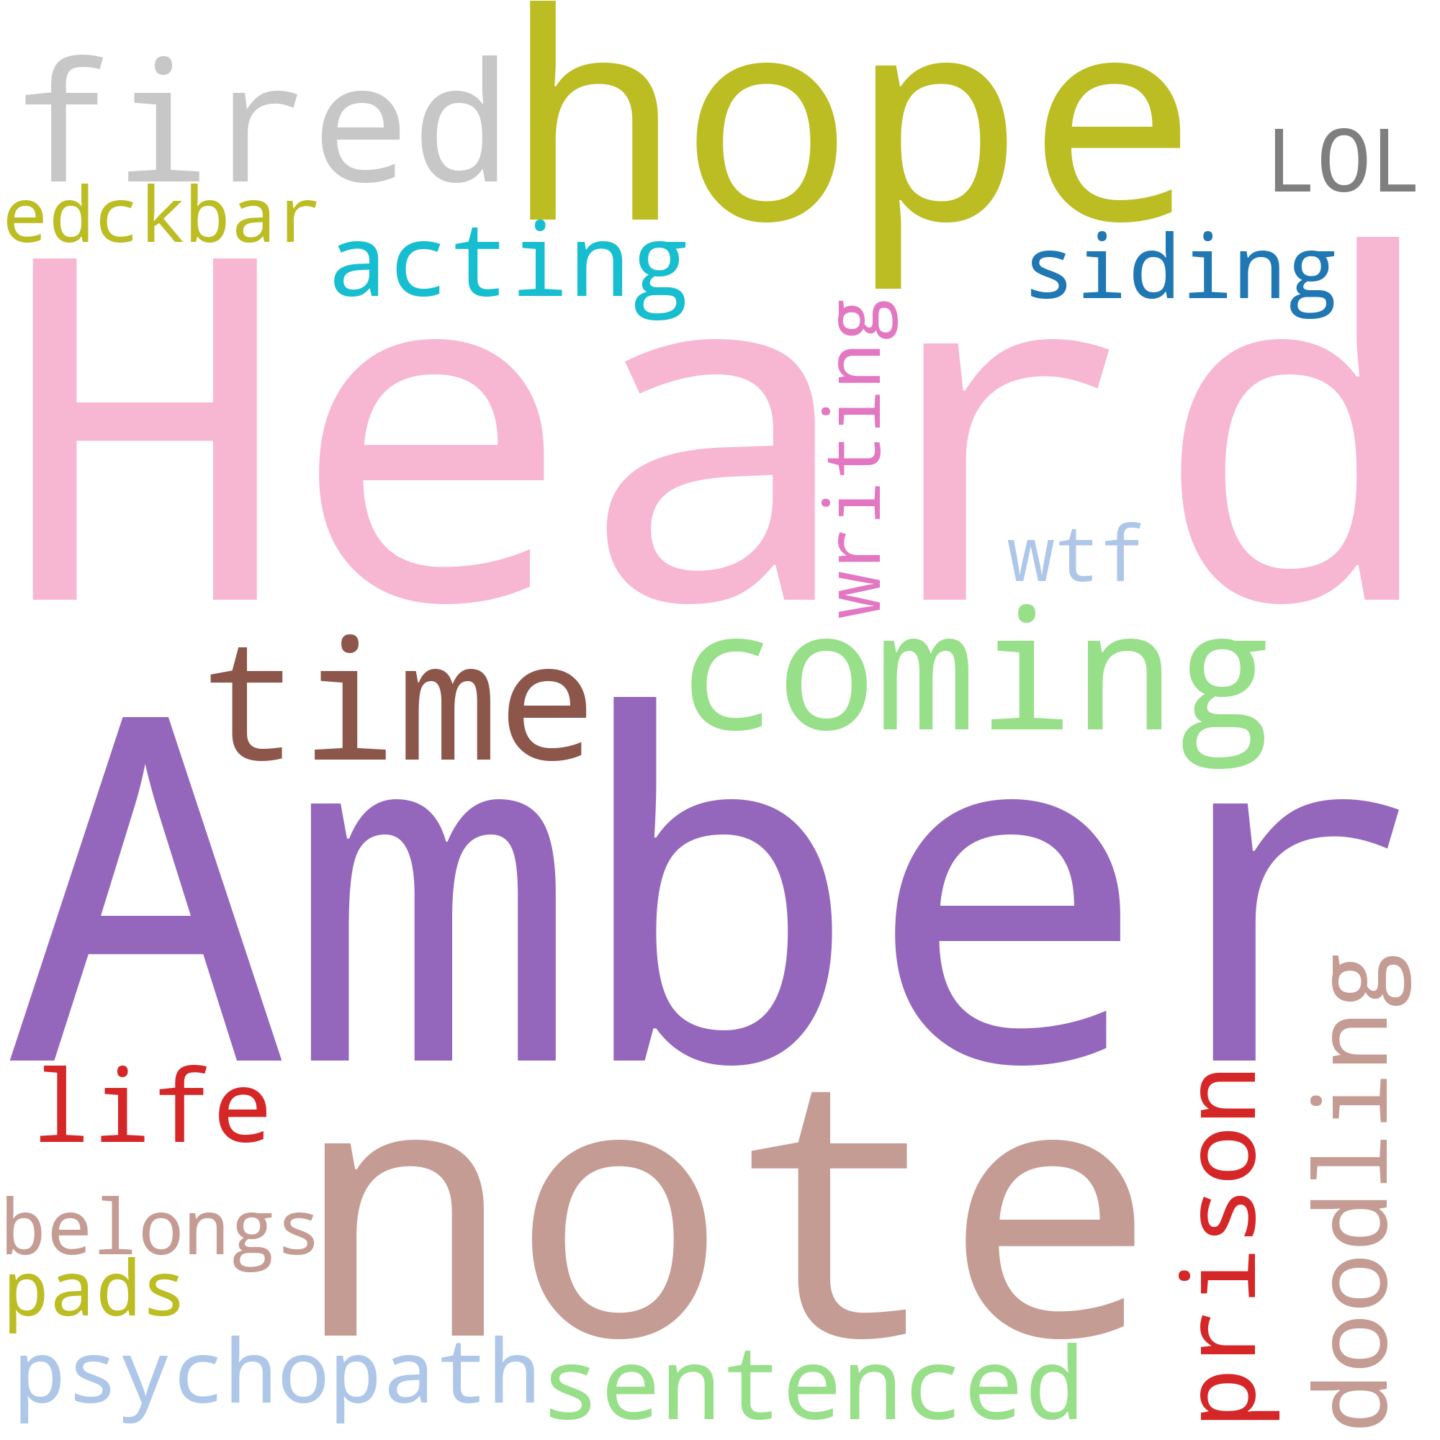 hope
fired
LOL
edckbar
acting
siding
Heard
writing
wtf
time
coming
Amber
doodling
life
prison
note
belongs
pads
psychopath
sentenced